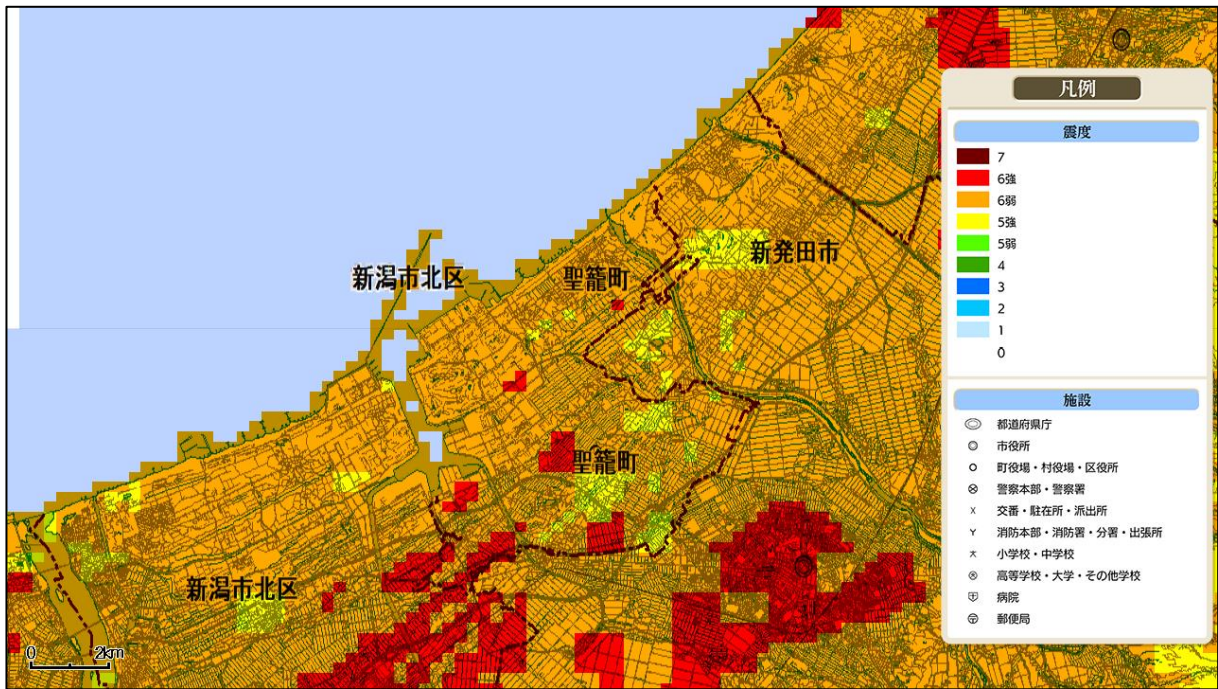 凡例
震度
7
6強
6弱
5強
5弱
4
3
2
1
0
施設
都道府県庁
市役所
町役場・村役場・区役所
警察本部・警察署
交番・駐在所・派出所
消防本部・消防署・分署・出張所
小学校・中学校
高等学校・大学・その他学校
病院
郵便局
新発田市
新潟市北区
聖籠町
聖籠町
新潟市北区
0 2km